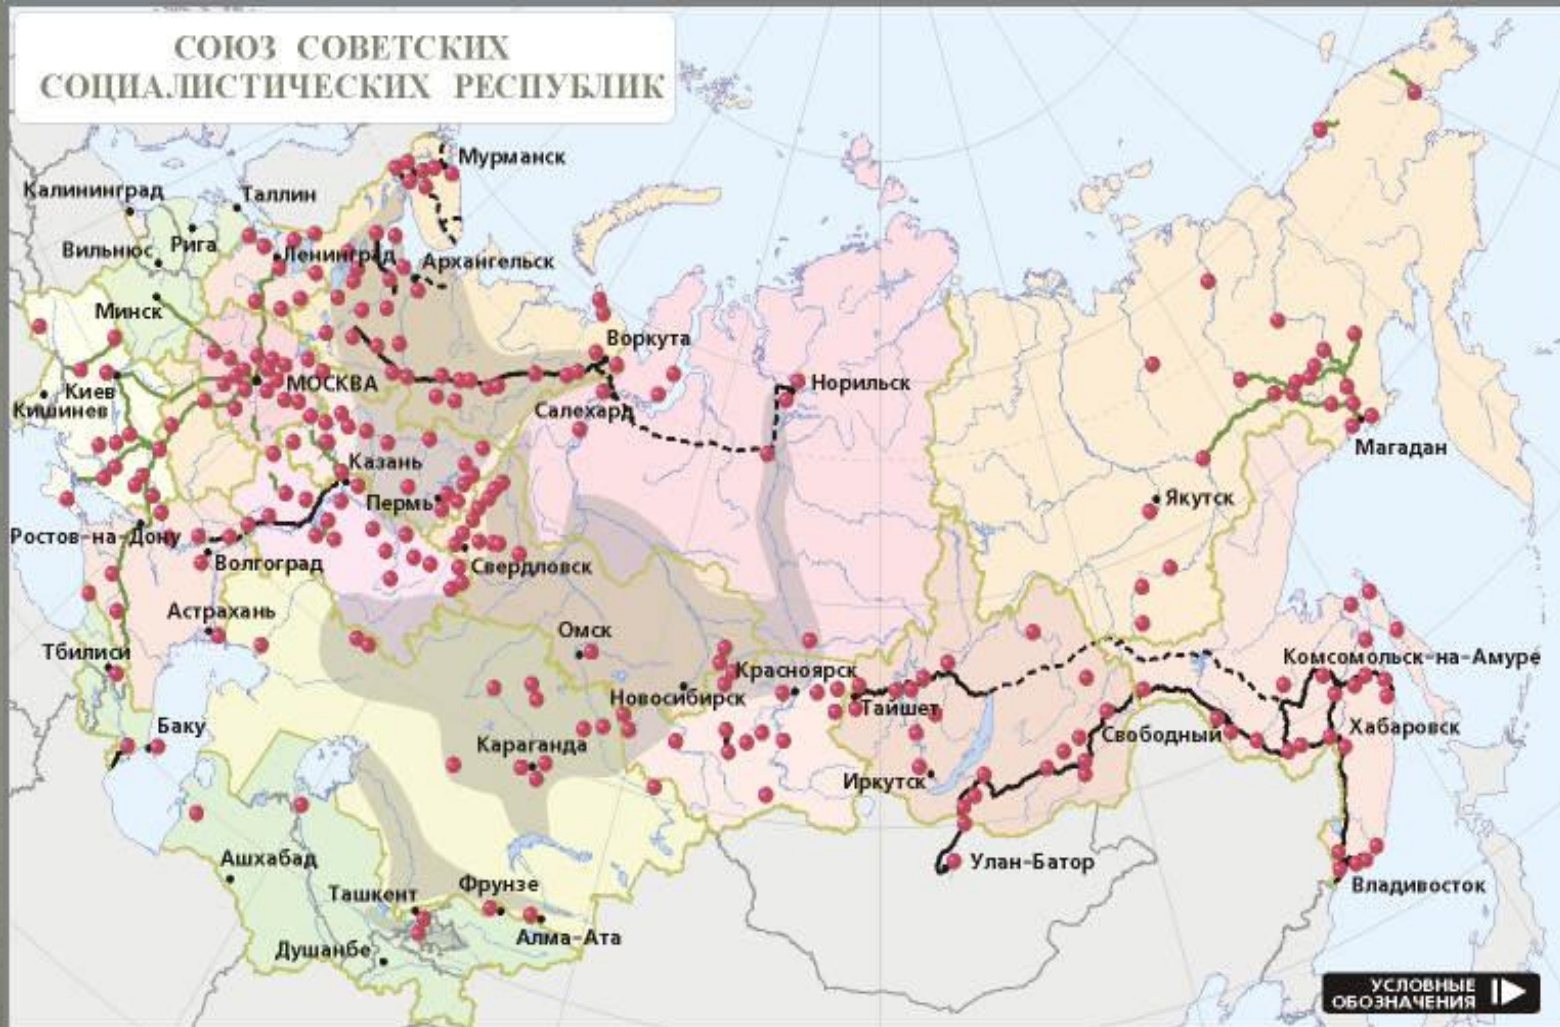 СОЮЗ СОВЕТСКИХ
СОЦИАЛИСТИЧЕСКИХ РЕСПУБЛИК
Мурманск
Калининград
Таллин
Рига
Вильнюс
Ленинград
Архангельск
Минск
Воркута
МОСКВА
Норильск
Киев
Кишинев
Салехард
Магадан
Казань
Пермь
Якутск
Ростов-на-Дону
Волгоград
Свердловск
Астрахань
Омск
Тбилиси
Красноярск
Комсомольск-на-Амуре
Новосибирск
Тайшет
Баку
Караганда
Свободный
Хабаровск
Иркутск
Ашхабад
Улан-Батор
Ташкент
Фрунзе
Владивосток
Алма-Ата
Душанбе
УСЛОВНЫЕ
ОБОЗНАЧЕНИЯ